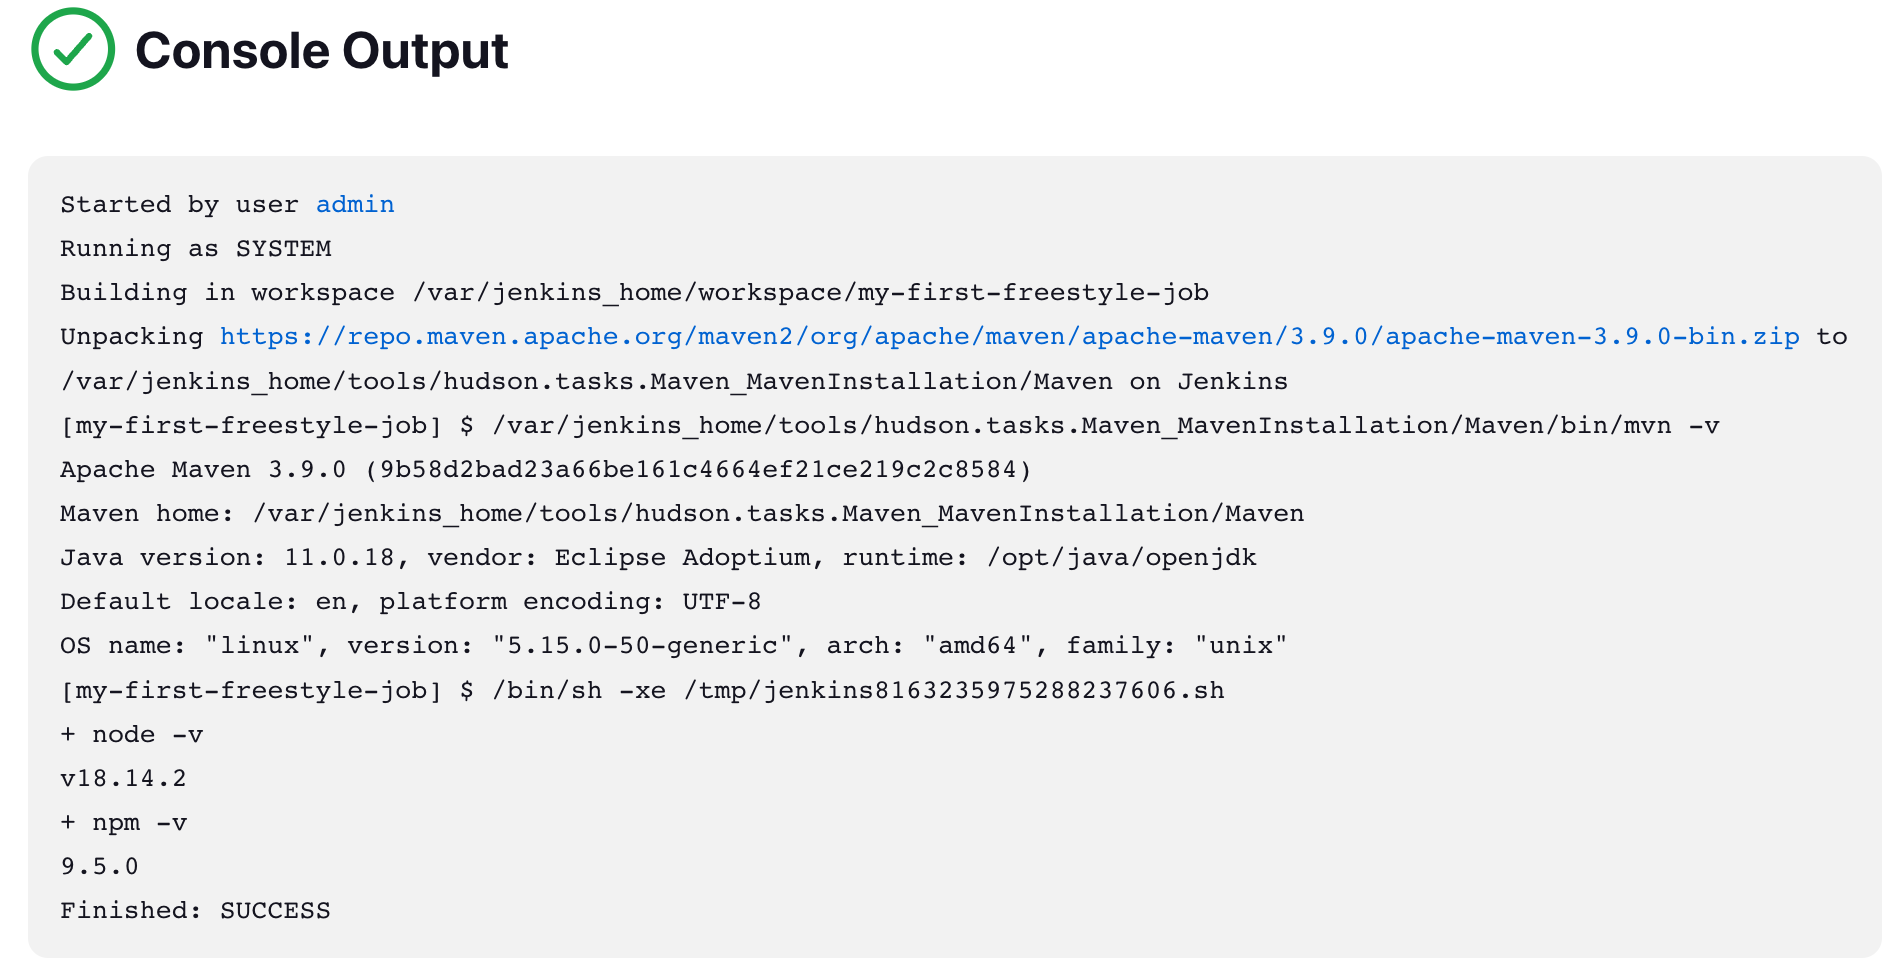 Console Output
Started by user admin
Running as SYSTEM
Building in workspace /var/jenkins_home/workspace/my-first-freestyle-job
Unpacking https://repo.maven.apache.org/maven2/org/apache/maven/apache-maven/3.9.0/apache-maven-3.9.0-bin.zip to
/var/jenkins_home/tools/hudson.tasks.Maven_MavenInstallation/Maven on Jenkins
[my-first-freestyle-job] $ /var/jenkins_home/tools/hudson.tasks.Maven_MavenInstallation/Maven/bin/mvn -v
Apache Maven 3.9.0 (9b58d2bad23a66be161c4664ef21ce219c2c8584)
Maven home: /var/jenkins_home/tools/hudson.tasks.Maven_MavenInstallation/Maven
Java version: 11.0.18, vendor: Eclipse Adoptium, runtime: /opt/java/openjdk
Default locale: en, platform encoding: UTF-8
OS name: "linux", version: "5.15.0-50-generic", arch: "amd64", family: "unix"
[my-first-freestyle-job] $ /bin/sh -xe /tmp/jenkins8163235975288237606.sh
+ node -v
v18.14.2
+ npm -v
9.5.0
Finished: SUCCESS